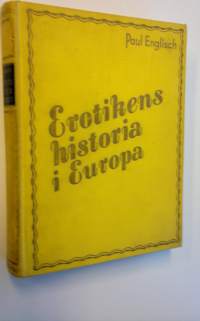 Paul Englisch
Erotikens
historia
i Europa